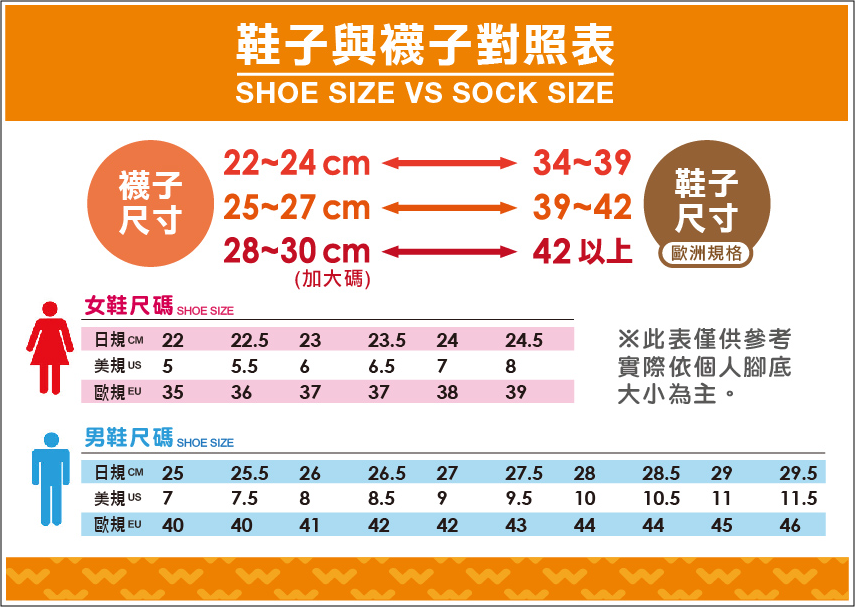 鞋子與襪子對照表
SHOE SIZE VS SOCK SIZE
襪子
尺寸
22~24 cm 34~39
25~27 cm 39~42
28~30 cm 42 以上
(加大碼)
鞋子
尺寸
歐洲規格
女鞋尺碼 SHOE SIZE
日規 CM 22 22.5 23 23.5 24 24.5
美規 US 5 5.5 6 6.5 7 8
歐規 EU 35 36 37 37 38 39
※此表僅供參考
實際依個人腳底
大小為主。
男鞋尺碼 SHOE SIZE
日規 CM 25 25.5 26 26.5 27 27.5 28 28.5 29 29.5
美規 US 7 7.5 8 8.5 9 9.5 10 10.5 11 11.5
歐規 EU 40 40 41 42 42 43 44 44 45 46